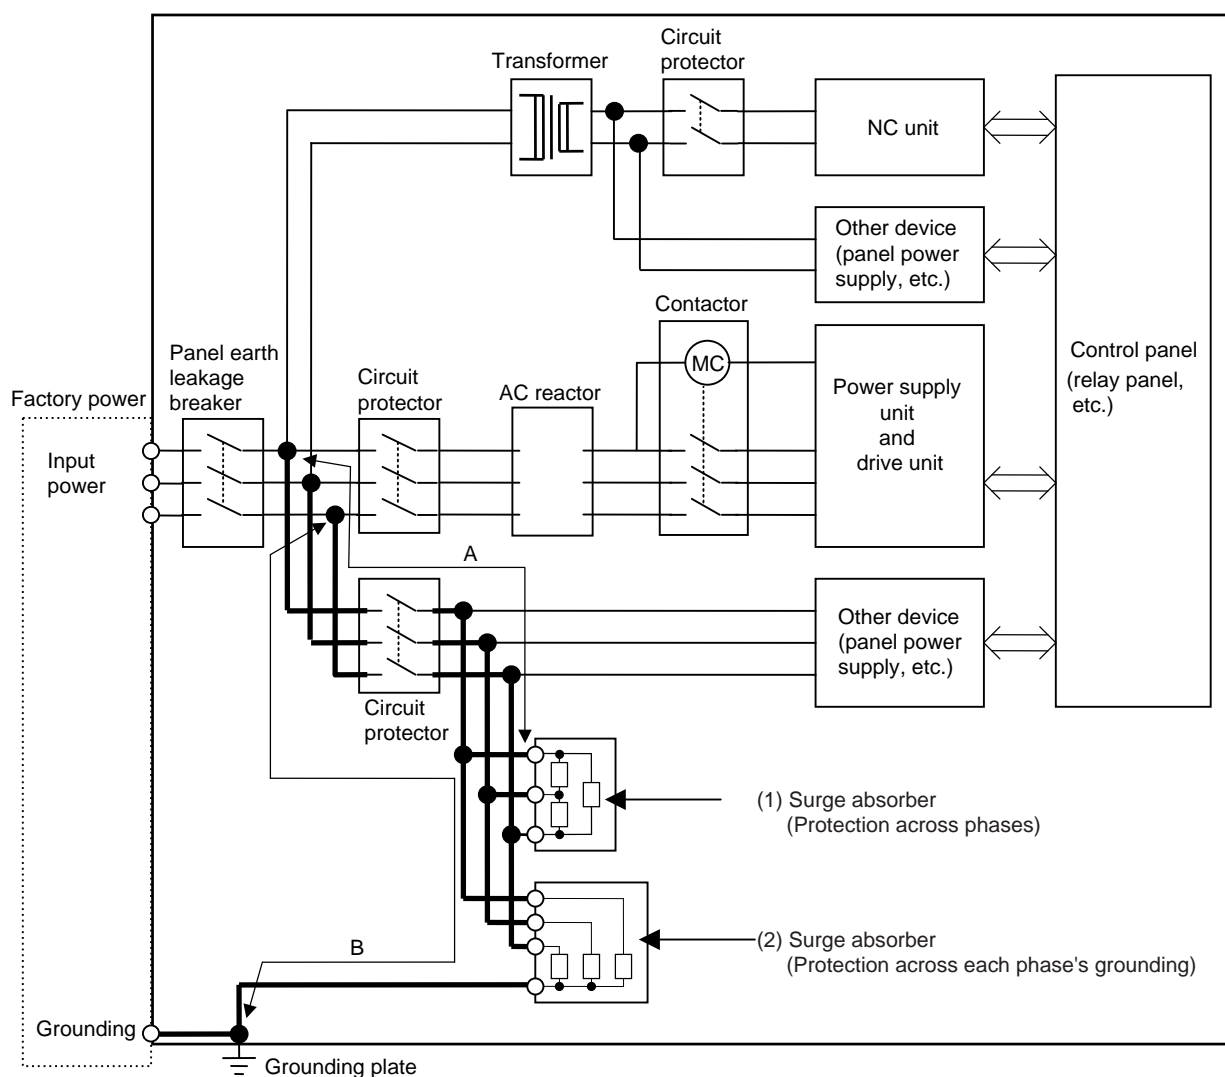 Circuit
protector
Transformer
NC unit
Other device
(panel power
supply, etc.)
Contactor
MC
Panel earth
leakage
breaker
Circuit
protector
AC reactor
Power supply
unit
and
drive unit
Control panel
(relay panel,
etc.)
Factory power
Input
power
A
Other device
(panel power
supply, etc.)
Circuit
protector
(1) Surge absorber
(Protection across phases)
B
(2) Surge absorber
(Protection across each phase's grounding)
Grounding
Grounding plate